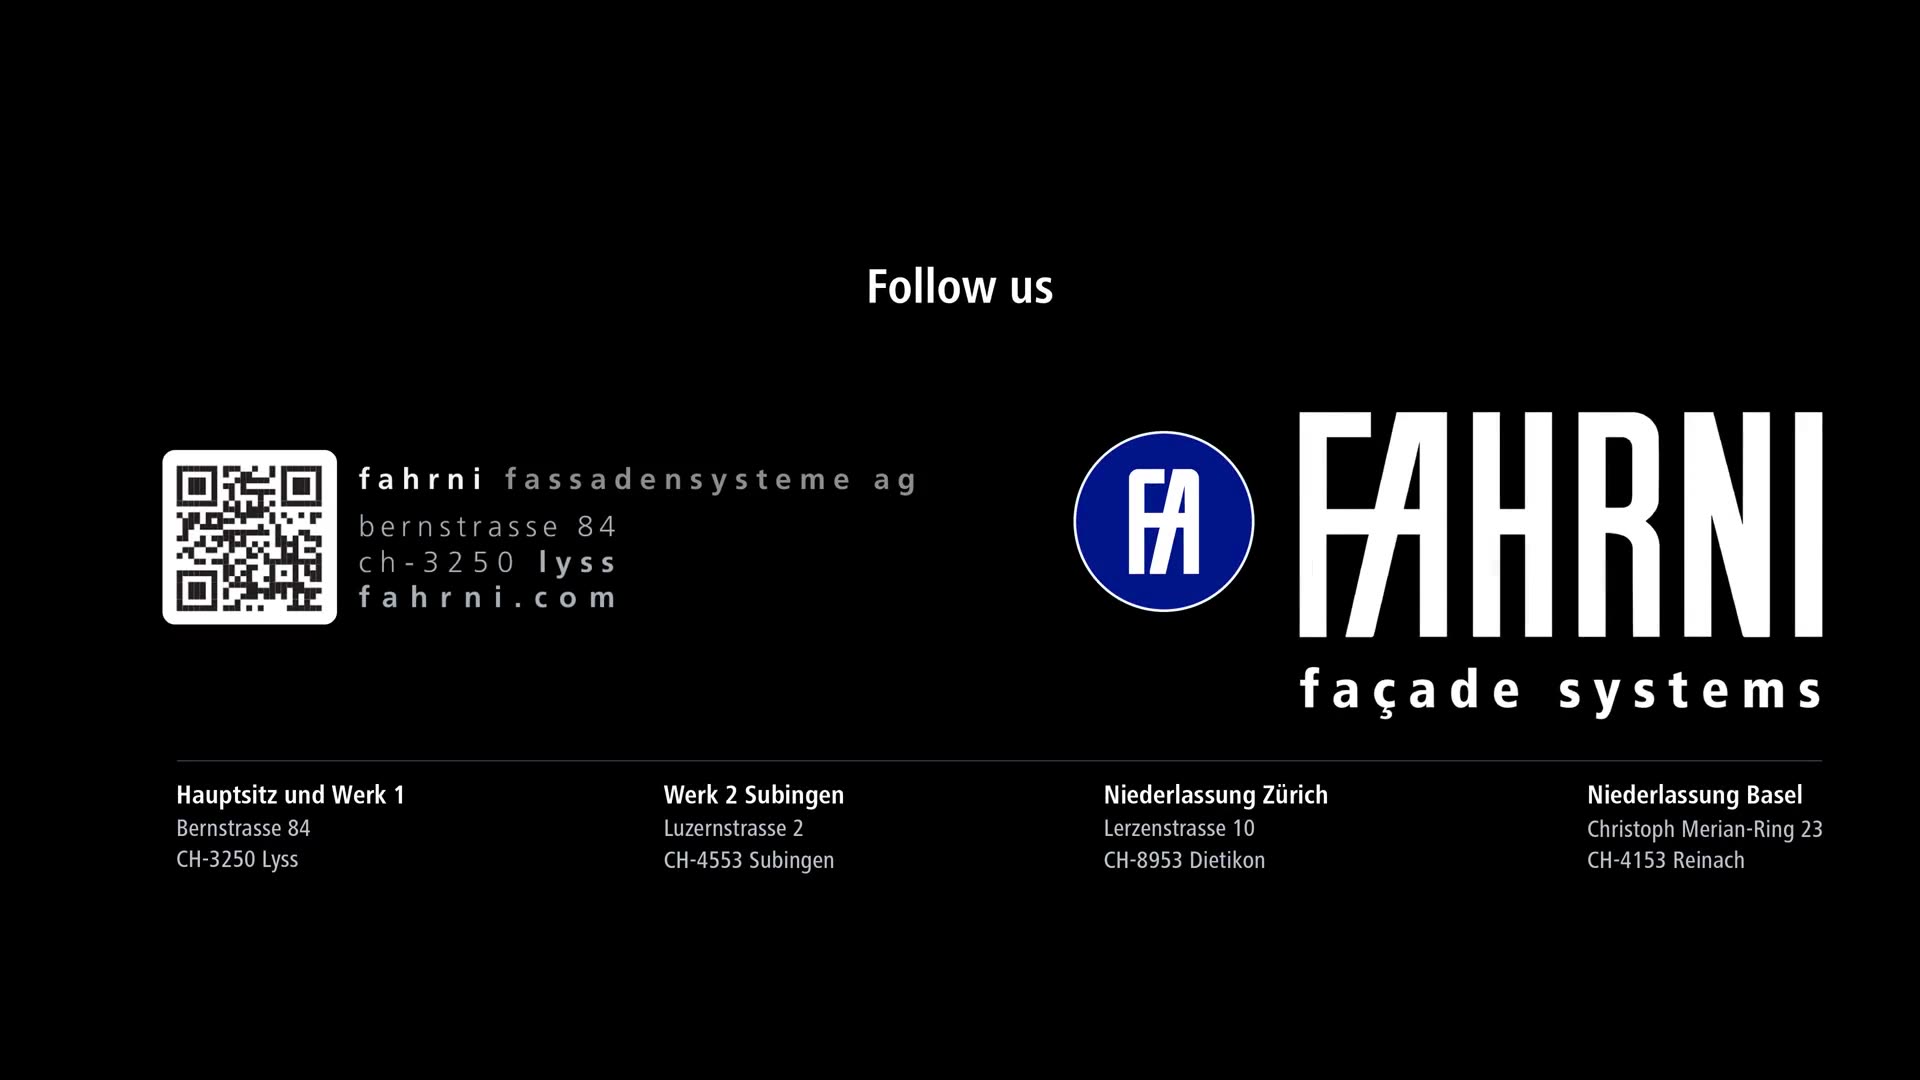 Follow us
fahrni fassadensysteme ag
bernstrasse 84
ch-3250 lyss
fahrni.com
FA
FAHRNI
façade systems
Hauptsitz und Werk 1
Bernstrasse 84
CH-3250 Lyss
Werk 2 Subingen
Luzernstrasse 2
CH-4553 Subingen
Niederlassung Zürich
Lerzenstrasse 10
CH-8953 Dietikon
Niederlassung Basel
Christoph Merian-Ring 23
CH-4153 Reinach